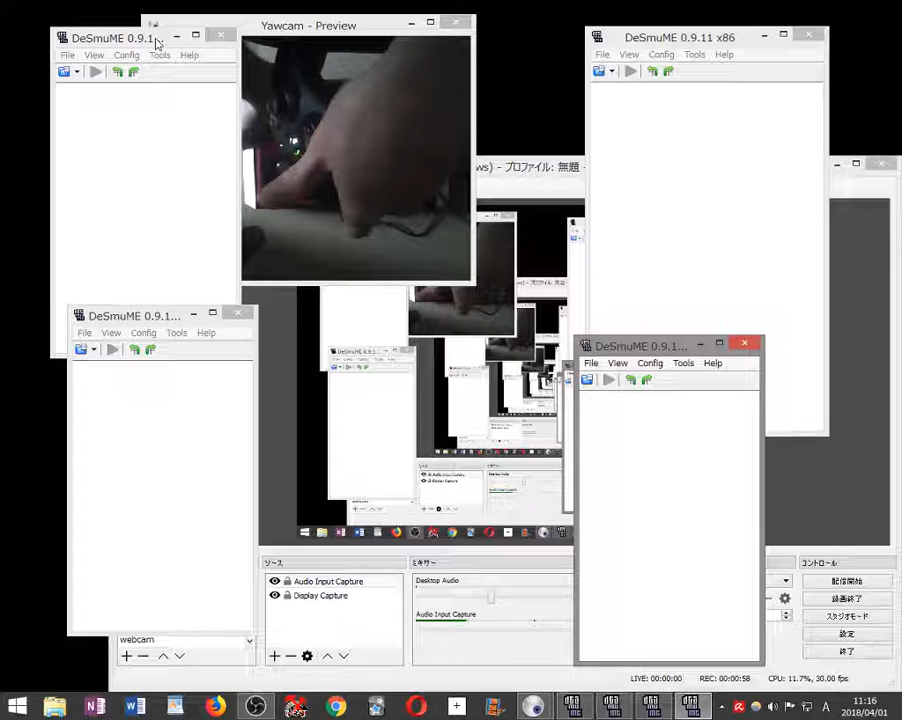 Yawcam - Preview
DeSmuME 0.9.1...
File View Config Tools Help
DeSmuME 0.9.11 x86
File View Config Tools Help
ws) - プロファイル: 無題 -
DeSmuME 0.9.1...
File View Config Tools Help
DeSmuME 0.9.1...
File View Config Tools Help
ソース
ミキサー
コントロール
Audio Input Capture
Display Capture
Desktop Audio
Audio Input Capture
配信開始
録画終了
スタジオモード
設定
終了
webcam
LIVE: 00:00:00
REC: 00:00:58
CPU: 11.7%, 30.00 fps
A
11:16
2018/04/01